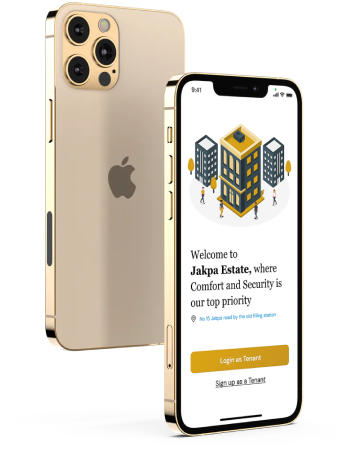 9:41
Welcome to
Jakpa Estate, where
Comfort and Security is
our top priority
No 15 Jakpa road by the old filling station
Login as Tenant
Sign up as a Tenant